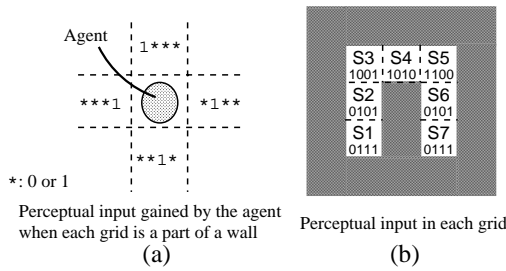 Agent
1***
***1
*1**
**1*
*: 0 or 1
Perceptual input gained by the agent
when each grid is a part of a wall
(a)
(b)
S3 S4 S5
1001 1010 1100
S2 S6
0101 0101
S1 S7
0111 0111
Perceptual input in each grid
(b)